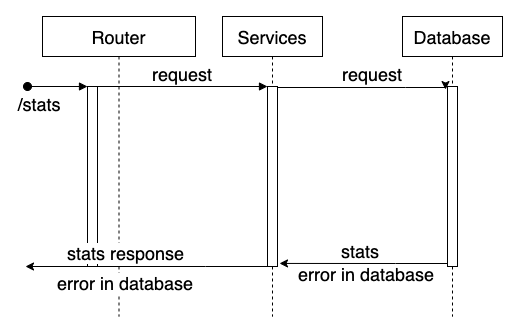 Router
Services
Database
request
request
/stats
stats response
stats
error in database
error in database